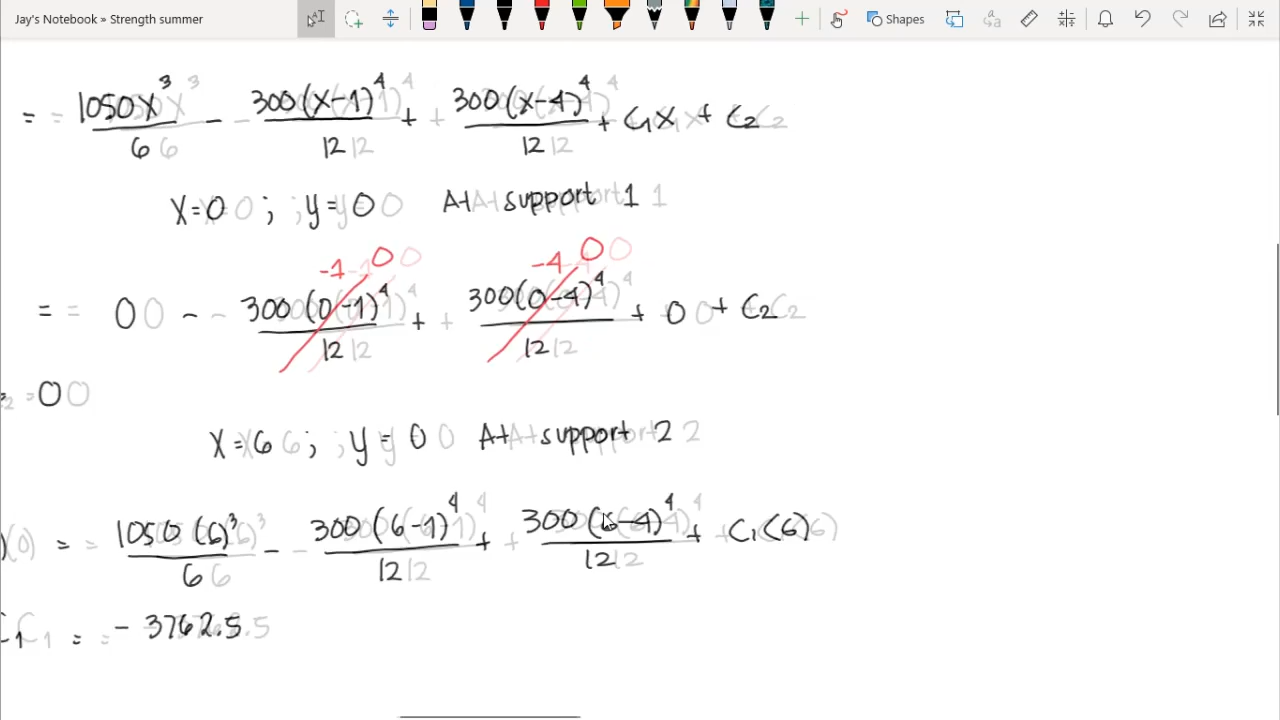 Jay's Notebook » Strength summer
Shapes
= 1050x³/6 - 300(x-1)⁴/12 + 300(x-4)⁴/12 + C₁x + C₂
x=0 ; y=0 At support 1
-1 0 -4 0
= 0 - 300(0-1)⁴/12 + 300(0-4)⁴/12 + 0 + C₂
= 0
x=6 ; y=0 At support 2
(0) = 1050(6)³/6 - 300(6-1)⁴/12 + 300(6-4)⁴/12 + C₁(6)
C₁ = - 3762.5